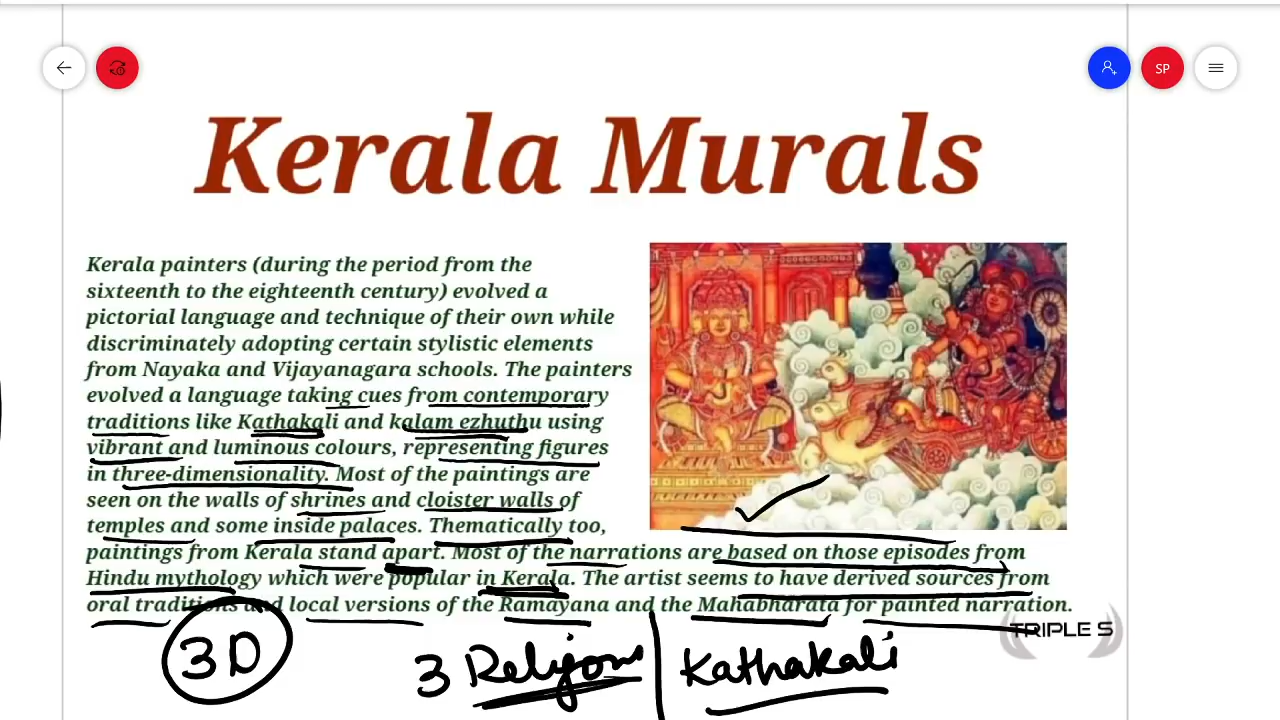 SP
Kerala Murals
Kerala painters (during the period from the
sixteenth to the eighteenth century) evolved a
pictorial language and technique of their own while
discriminately adopting certain stylistic elements
from Nayaka and Vijayanagara schools. The painters
evolved a language taking cues from contemporary
traditions like Kathakali and kalam ezhuthu using
vibrant and luminous colours, representing figures
in three-dimensionality. Most of the paintings are
seen on the walls of shrines and cloister walls of
temples and some inside palaces. Thematically too,
paintings from Kerala stand apart. Most of the narrations are based on those episodes from
Hindu mythology which were popular in Kerala. The artist seems to have derived sources from
oral traditions and local versions of the Ramayana and the Mahabharata for painted narration.
TRIPLE S
3D 3 Religious Kathakali